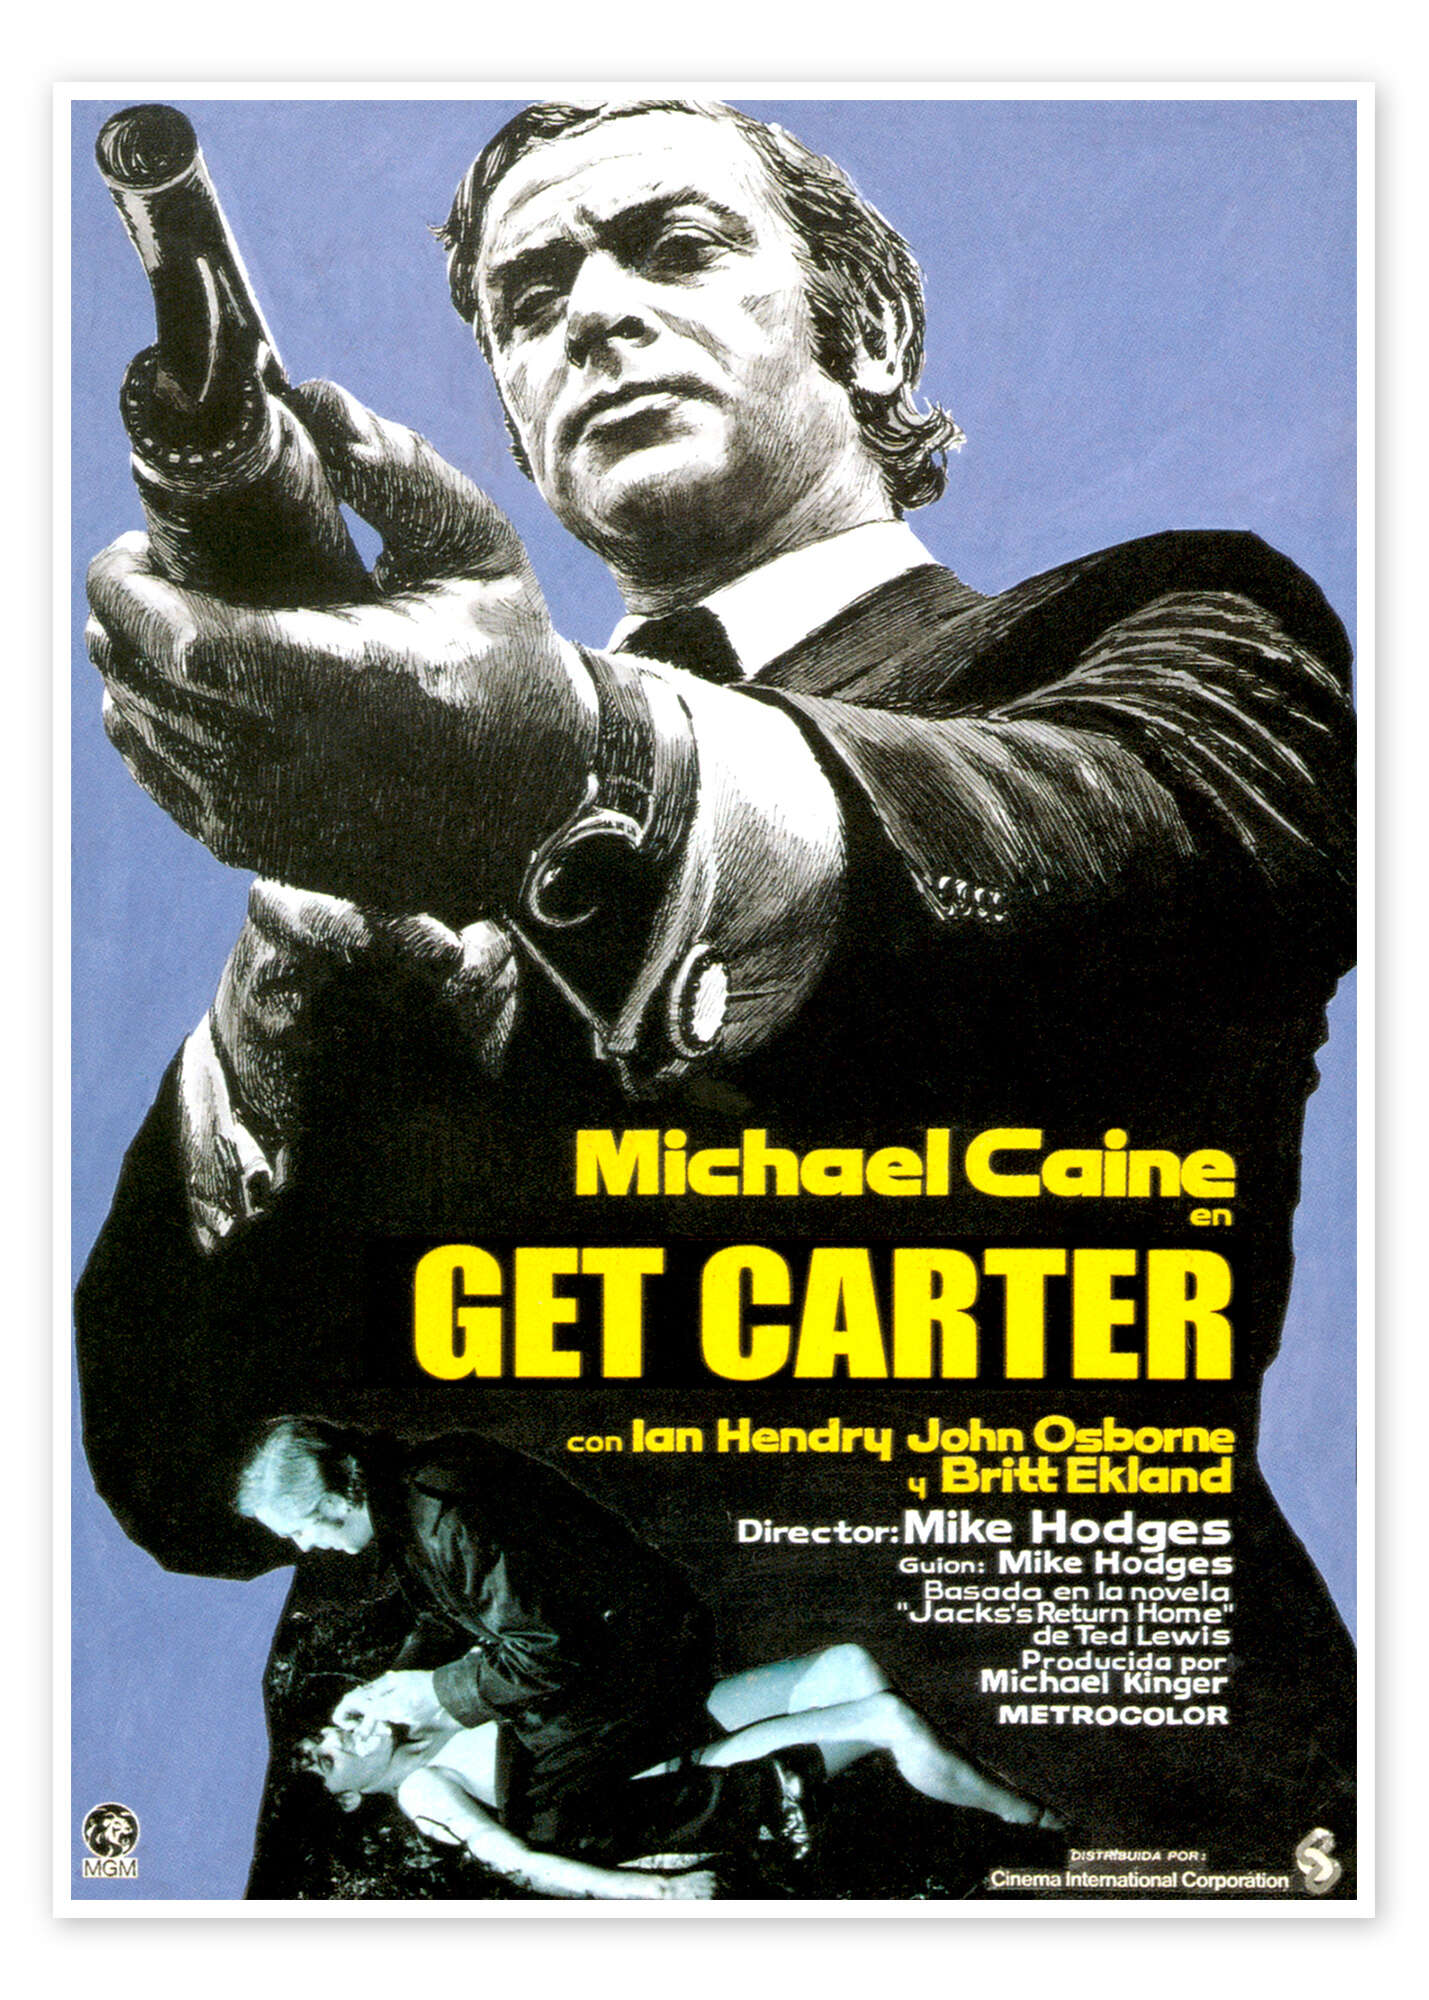 Michael Caine
en
GET CARTER
con Ian Hendry John Osborne
y Britt Ekland
Director: Mike Hodges
Guion: Mike Hodges
Basada en la novela
"Jacks's Return Home"
de Ted Lewis
Producida por
Michael Kinger
METROCOLOR
MGM
DISTRIBUIDA POR:
Cinema International Corporation